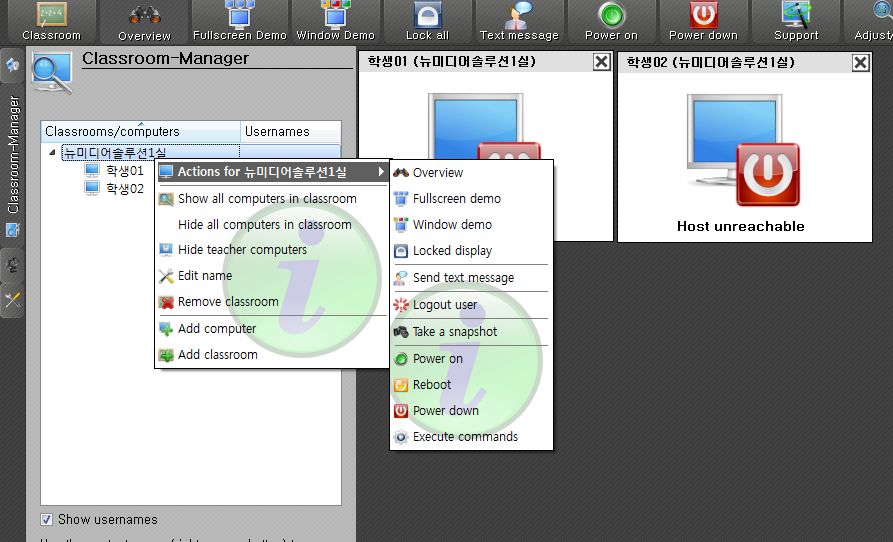 Classroom
Overview
Fullscreen Demo
Window Demo
Lock all
Text message
Power on
Power down
Support
Adjust
Classroom-Manager
Classroom-Manager
Classrooms/computers Usernames
뉴미디어솔루션1실
학생01
학생02
Actions for 뉴미디어솔루션1실
Show all computers in classroom
Hide all computers in classroom
Hide teacher computers
Edit name
Remove classroom
Add computer
Add classroom
Overview
Fullscreen demo
Window demo
Locked display
Send text message
Logout user
Take a snapshot
Power on
Reboot
Power down
Execute commands
학생01 (뉴미디어솔루션1실)
학생02 (뉴미디어솔루션1실)
Host unreachable
Show usernames